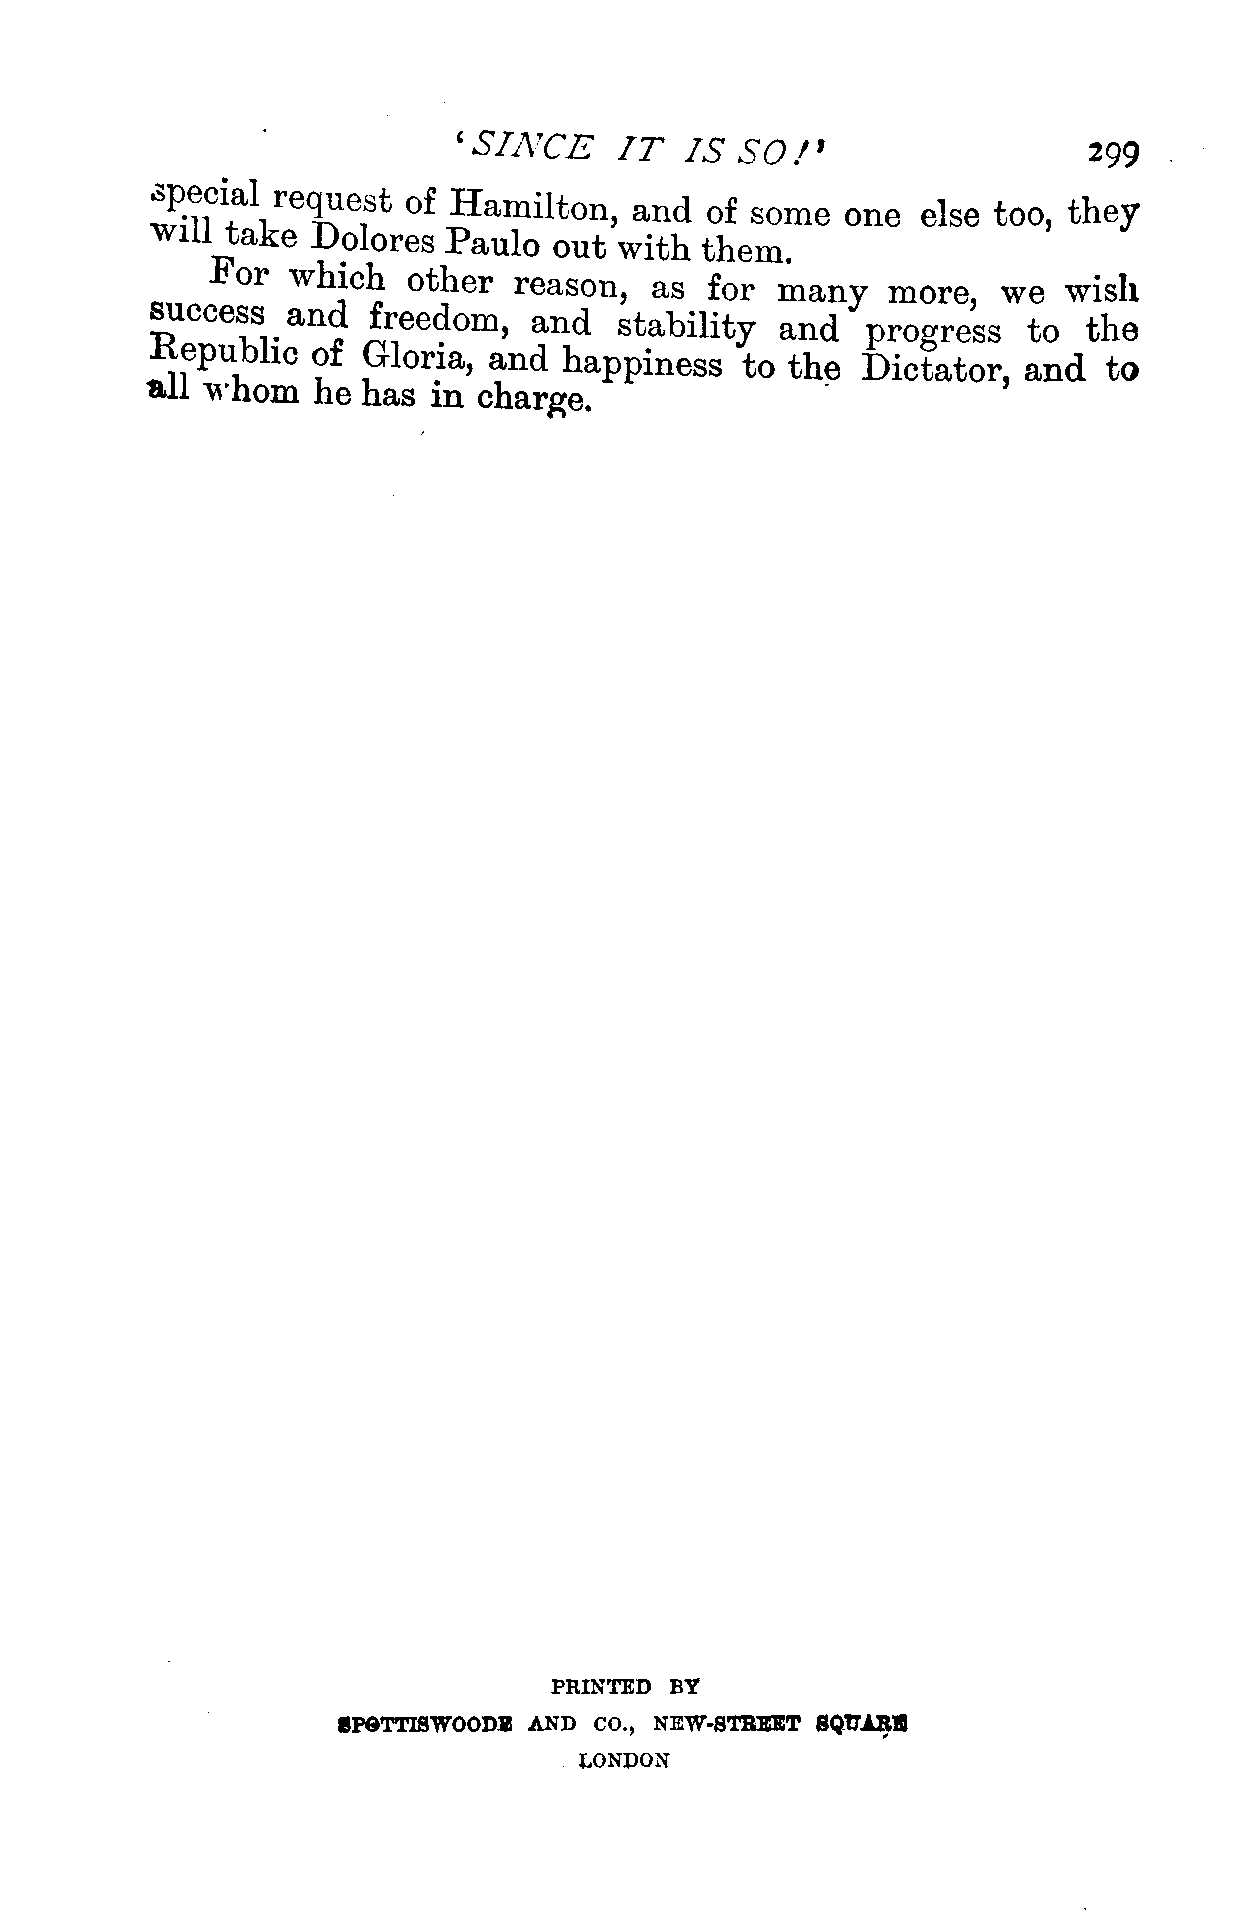 ‘SINCE IT IS SO!’ 299
special request of Hamilton, and of some one else too, they
will take Dolores Paulo out with them.
For which other reason, as for many more, we wish
success and freedom, and stability and progress to the
Republic of Gloria, and happiness to the Dictator, and to
all whom he has in charge.
PRINTED BY
SPOTTISWOODE AND CO., NEW-STREET SQUARE
LONDON